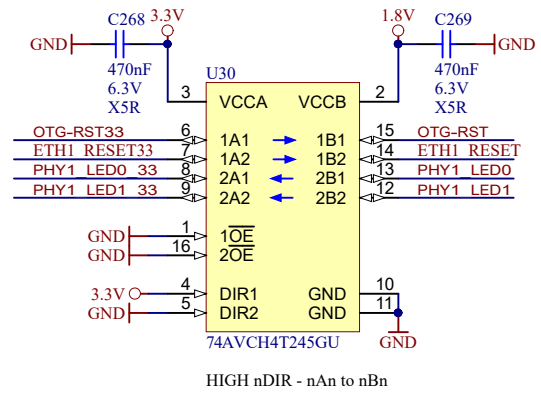 C268 3.3V 1.8V C269
GND GND
470nF 470nF
6.3V U30 6.3V
X5R X5R
3 VCCA VCCB 2
OTG-RST33 6 1A1 1B1 15 OTG-RST
ETH1_RESET33 7 1A2 1B2 14 ETH1_RESET
PHY1_LED0_33 8 2A1 2B1 13 PHY1_LED0
PHY1_LED1_33 9 2A2 2B2 12 PHY1_LED1
GND 1 1OE
GND 16 2OE
3.3V 4 DIR1 GND 10
GND 5 DIR2 GND 11
74AVCH4T245GU GND
HIGH nDIR - nAn to nBn